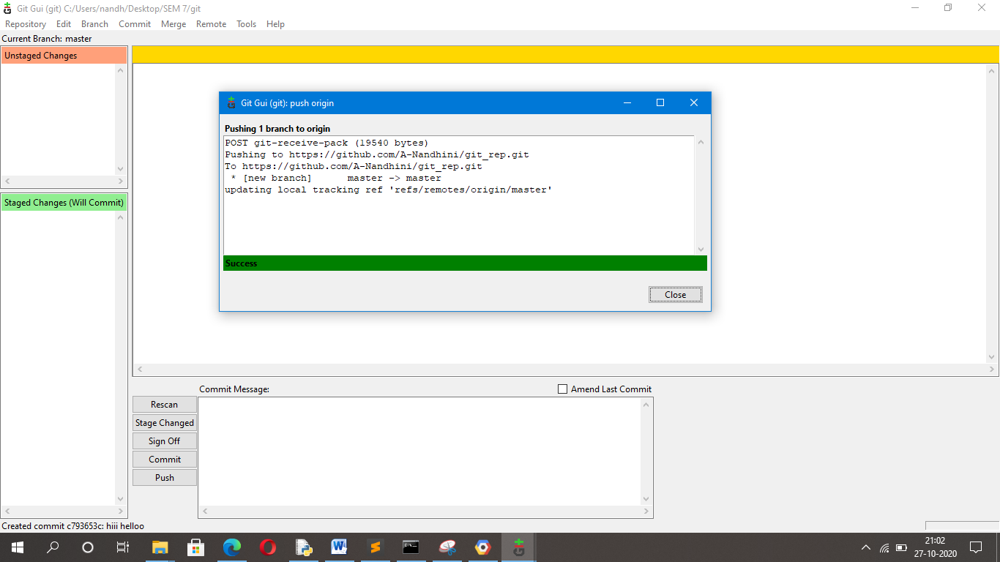 Git Gui (git) C:/Users/nandh/Desktop/SEM 7/git
Repository Edit Branch Commit Merge Remote Tools Help
Current Branch: master
Unstaged Changes
Git Gui (git): push origin
Pushing 1 branch to origin
POST git-receive-pack (19540 bytes)
Pushing to https://github.com/A-Nandhini/git_rep.git
To https://github.com/A-Nandhini/git_rep.git
* [new branch] master -> master
updating local tracking ref 'refs/remotes/origin/master'
Success
Close
Staged Changes (Will Commit)
Commit Message:
Amend Last Commit
Rescan
Stage Changed
Sign Off
Commit
Push
Created commit c793653c: hiii helloo
21:02
27-10-2020